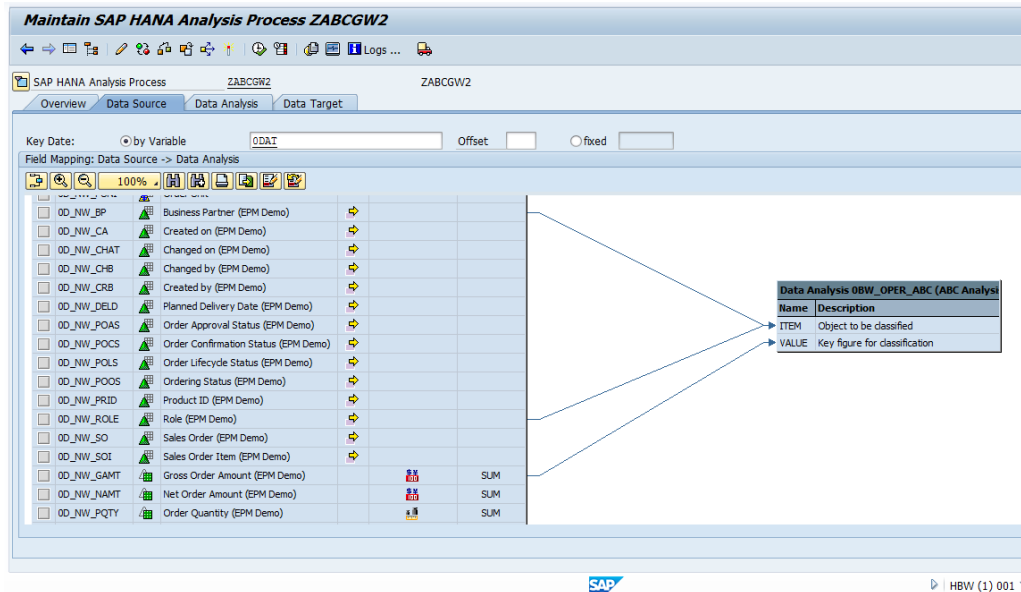 Maintain SAP HANA Analysis Process ZABCGW2
Logs ...
SAP HANA Analysis Process ZABCGW2 ZABCGW2
Overview Data Source Data Analysis Data Target
Key Date: by Variable 0DAT Offset fixed
Field Mapping: Data Source -> Data Analysis
100%
0D_NW_BP Business Partner (EPM Demo)
0D_NW_CA Created on (EPM Demo)
0D_NW_CHAT Changed on (EPM Demo)
0D_NW_CHB Changed by (EPM Demo)
0D_NW_CRB Created by (EPM Demo)
0D_NW_DELD Planned Delivery Date (EPM Demo)
0D_NW_POAS Order Approval Status (EPM Demo)
0D_NW_POCS Order Confirmation Status (EPM Demo)
0D_NW_POLS Order Lifecycle Status (EPM Demo)
0D_NW_POOS Ordering Status (EPM Demo)
0D_NW_PRID Product ID (EPM Demo)
0D_NW_ROLE Role (EPM Demo)
0D_NW_SO Sales Order (EPM Demo)
0D_NW_SOI Sales Order Item (EPM Demo)
0D_NW_GAMT Gross Order Amount (EPM Demo) SUM
0D_NW_NAMT Net Order Amount (EPM Demo) SUM
0D_NW_PQTY Order Quantity (EPM Demo) SUM
Data Analysis 0BW_OPER_ABC (ABC Analysi
Name Description
ITEM Object to be classified
VALUE Key figure for classification
SAP
HBW (1) 001